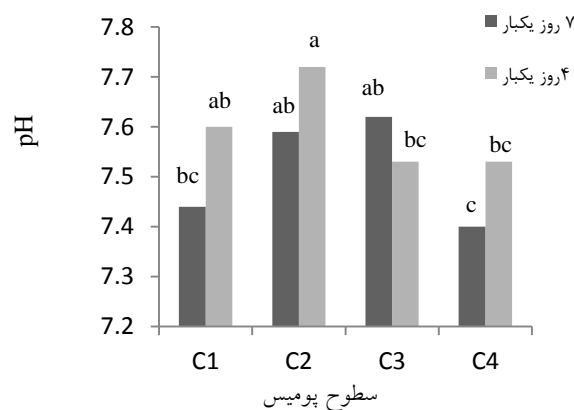 ۷ روز یکبار
۴روز یکبار
pH
7.8
7.7
7.6
7.5
7.4
7.3
7.2
bc
ab
ab
a
ab
bc
c
bc
C1
C2
C3
C4
سطوح پومیس